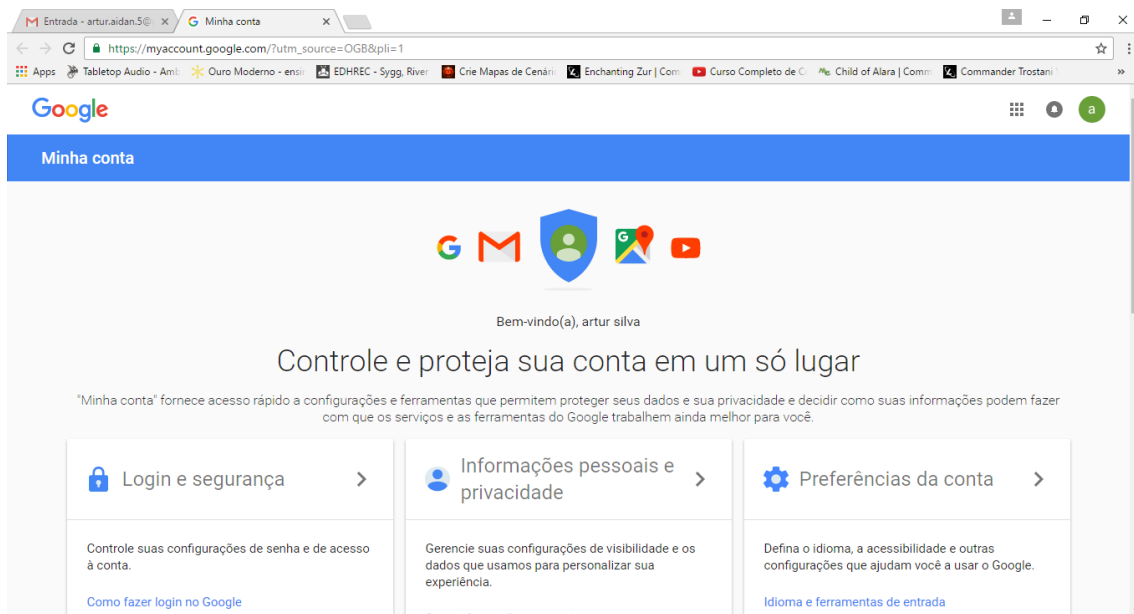 Entrada - artur.aidan.5@
Minha conta
https://myaccount.google.com/?utm_source=OGB&pli=1
Apps Tabletop Audio - Amb Ouro Moderno - ensin EDHREC - Sygg, River Crie Mapas de Cenári Enchanting Zur | Com Curso Completo de C Child of Alara | Comm Commander Trostani
Google
a
Minha conta
G
Bem-vindo(a), artur silva
Controle e proteja sua conta em um só lugar
"Minha conta" fornece acesso rápido a configurações e ferramentas que permitem proteger seus dados e sua privacidade e decidir como suas informações podem fazer
com que os serviços e as ferramentas do Google trabalhem ainda melhor para você.
Login e segurança
Informações pessoais e
privacidade
Preferências da conta
Controle suas configurações de senha e de acesso
à conta.
Como fazer login no Google
Gerencie suas configurações de visibilidade e os
dados que usamos para personalizar sua
experiência.
Defina o idioma, a acessibilidade e outras
configurações que ajudam você a usar o Google.
Idioma e ferramentas de entrada